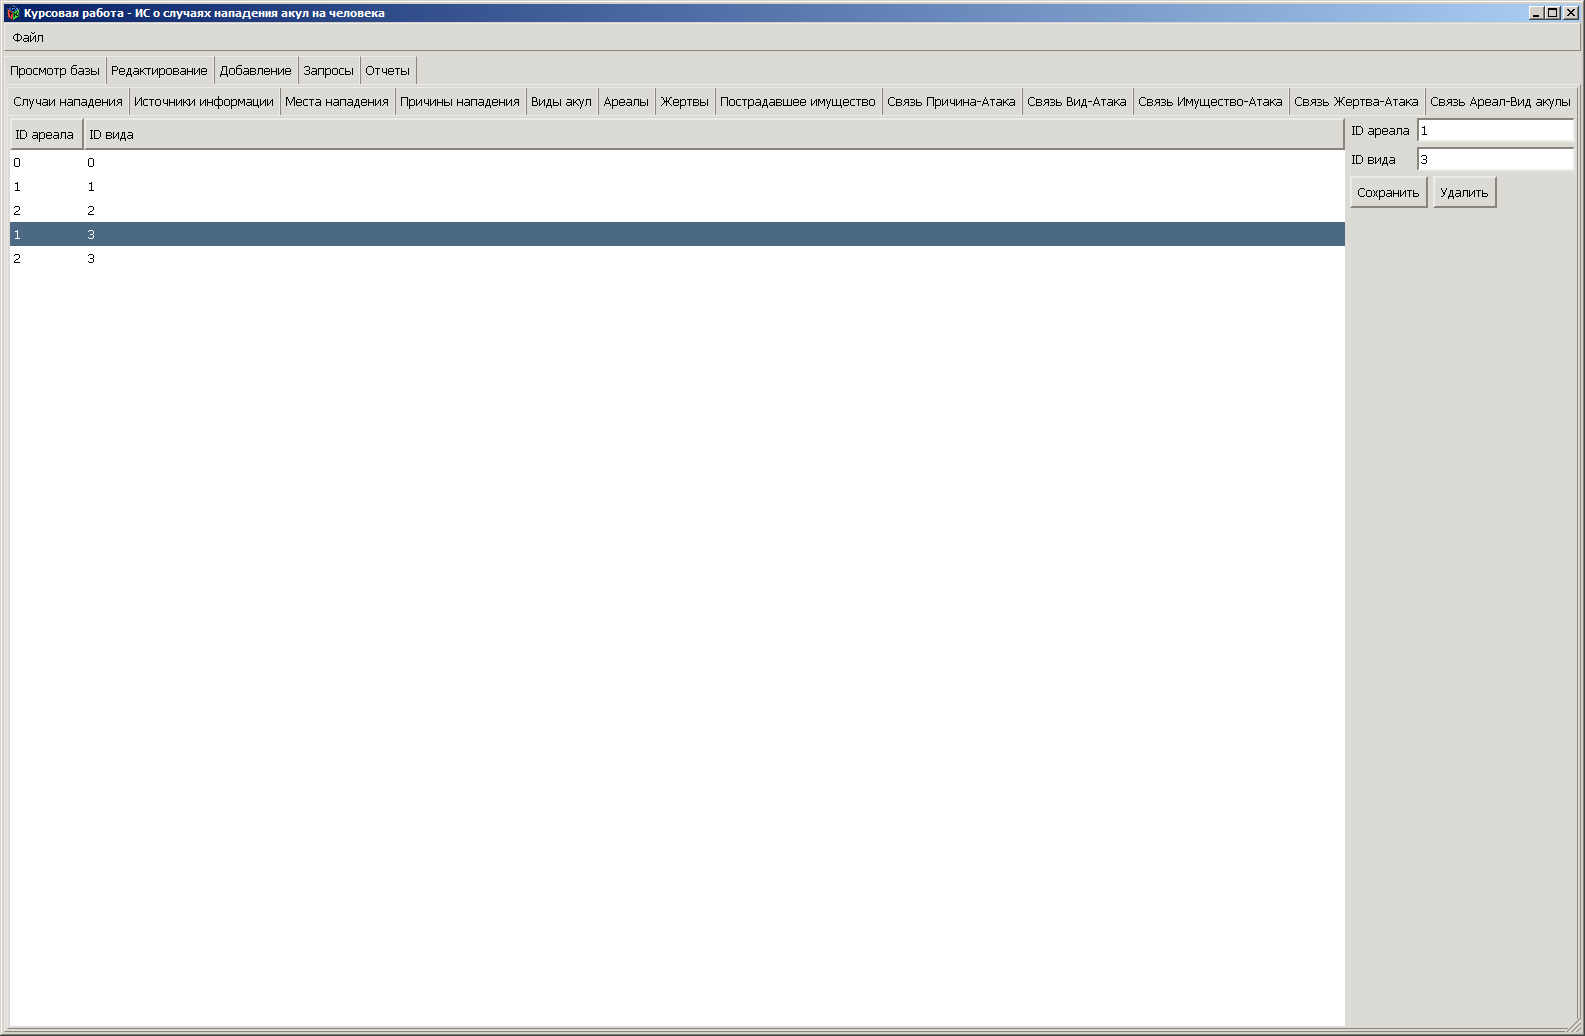 Курсовая работа - ИС о случаях нападения акул на человека
Файл
Просмотр базы Редактирование Добавление Запросы Отчеты
Случаи нападения Источники информации Места нападения Причины нападения Виды акул Ареалы Жертвы Пострадавшее имущество Связь Причина-Атака Связь Вид-Атака Связь Имущество-Атака Связь Жертва-Атака Связь Ареал-Вид акулы
ID ареала ID вида ID ареала 1
0 0 ID вида 3
1 1 Сохранить Удалить
2 2
1 3
2 3